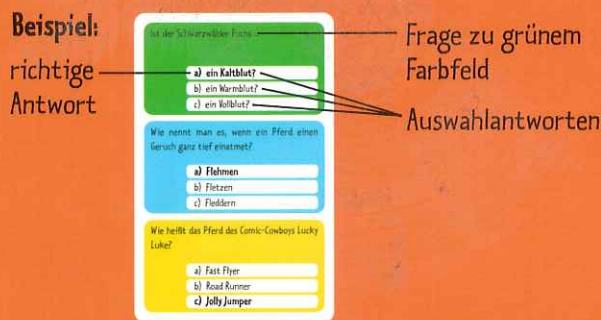 Beispiel:
richtige
Antwort
Ist der Schwarzwälder Fuchs ...
a) ein Kaltblut?
b) ein Warmblut?
c) ein Vollblut?
Wie nennt man es, wenn ein Pferd einen
Geruch ganz tief einatmet?
a) Flehmen
b) Fletzen
c) Fleddern
Wie heißt das Pferd des Comic-Cowboys Lucky
Luke?
a) Fast Flyer
b) Road Runner
c) Jolly Jumper
Frage zu grünem
Farbfeld
Auswahlantworten